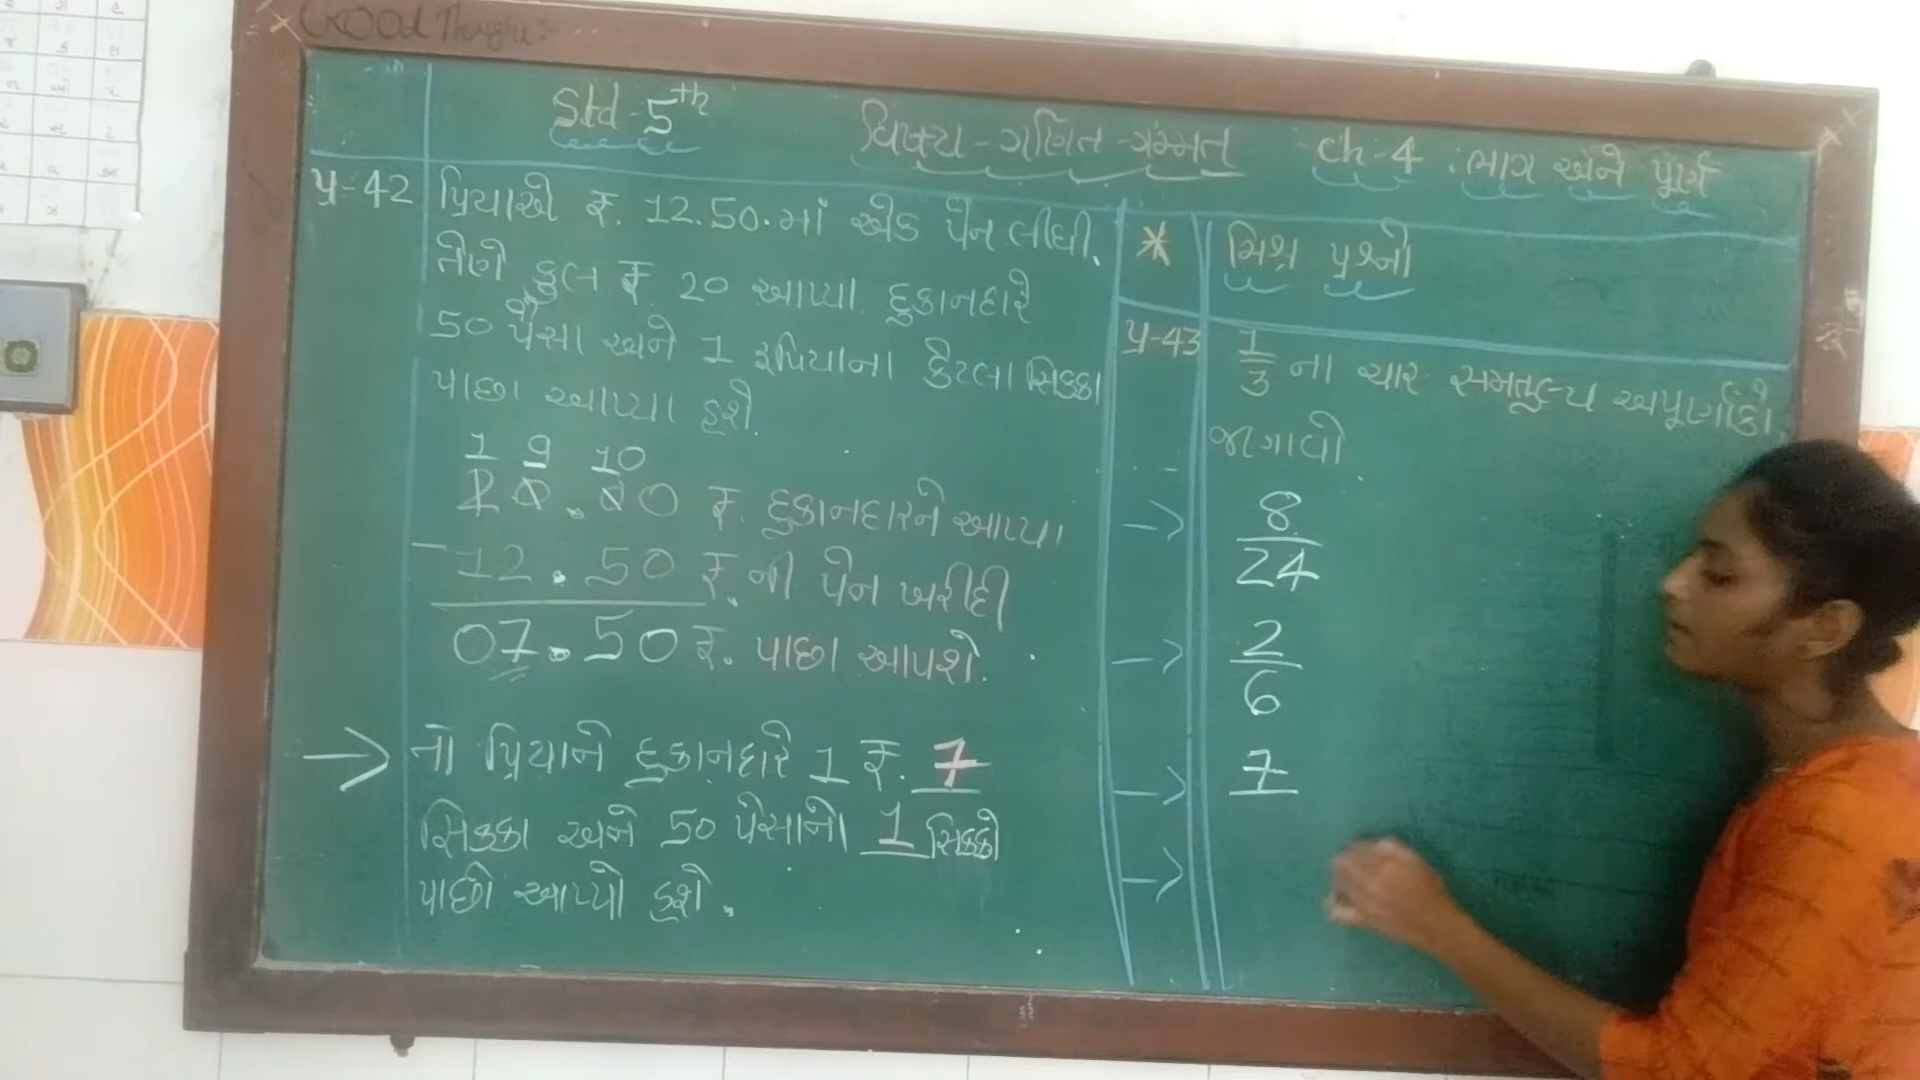 GOOD Thought:-
Std-5th વિષય-ગણિત-ગમ્મત ch-4. ભાગ અને પૂર્ણ
પ્ર-42 પ્રિયાએ ₹. 12.50.માં એક પેન લીધી.
તેણે કુલ ₹. 20 આપ્યા. દુકાનદારે
50 પૈસા અને 1 રૂપિયાના કેટલા સિક્કા
પાછા આપ્યા હશે.
1 9 10
20.00 ₹. દુકાનદારને આપ્યા
- 12.50 ₹.ની પેન ખરીદી
07.50 ₹. પાછા આપશે.
→ તો પ્રિયાને દુકાનદારે 1 ₹. 7
સિક્કા અને 50 પૈસાનો 1 સિક્કો
પાછો આપ્યો હશે.
* મિશ્ર પ્રશ્નો
પ્ર-43 1/3 ના ચાર સમતુલ્ય અપૂર્ણાંકો
જણાવો
→ 8/24
→ 2/6
→ 7
→